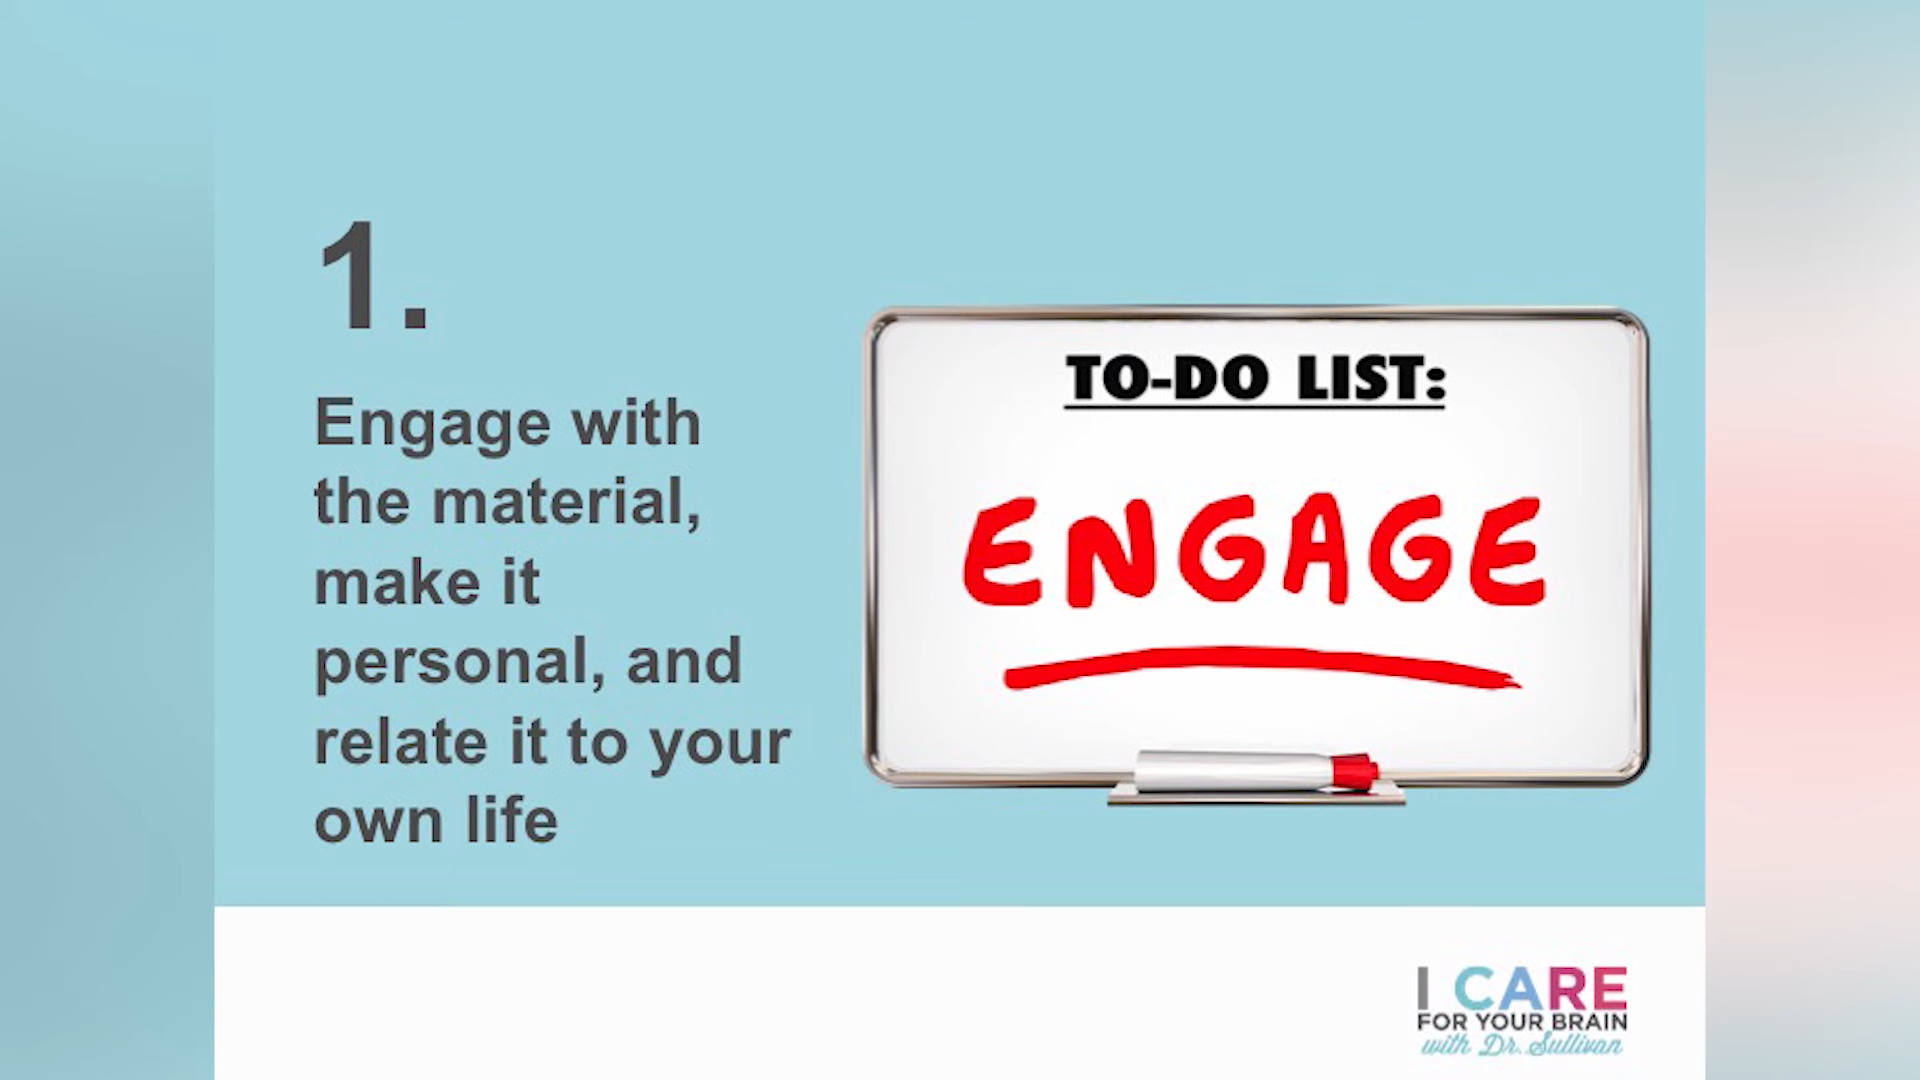 1.
Engage with
the material,
make it
personal, and
relate it to your
own life
TO-DO LIST:
ENGAGE
I CARE
FOR YOUR BRAIN
with Dr. Sullivan